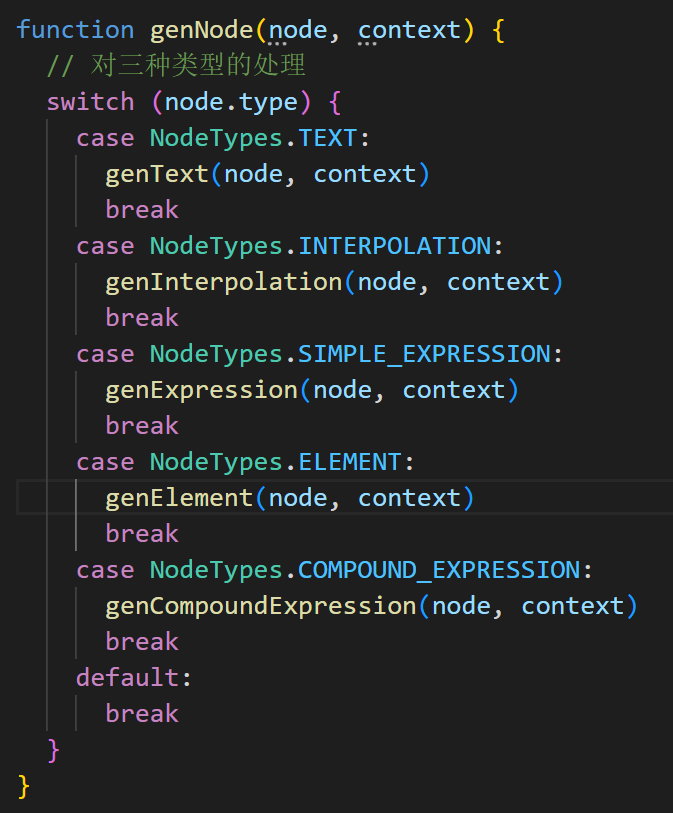 function genNode(node, context) {
  // 对三种类型的处理
  switch (node.type) {
    case NodeTypes.TEXT:
      genText(node, context)
      break
    case NodeTypes.INTERPOLATION:
      genInterpolation(node, context)
      break
    case NodeTypes.SIMPLE_EXPRESSION:
      genExpression(node, context)
      break
    case NodeTypes.ELEMENT:
      genElement(node, context)
      break
    case NodeTypes.COMPOUND_EXPRESSION:
      genCompoundExpression(node, context)
      break
    default:
      break
  }
}